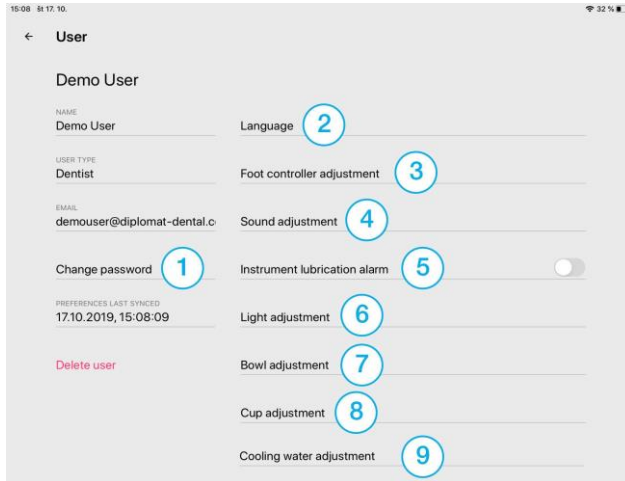 15:08 št 17. 10.
32 %
User
Demo User
NAME
Demo User
USER TYPE
Dentist
EMAIL
demouser@diplomat-dental.c
Change password 1
PREFERENCES LAST SYNCED
17.10.2019, 15:08:09
Delete user
Language 2
Foot controller adjustment 3
Sound adjustment 4
Instrument lubrication alarm 5
Light adjustment 6
Bowl adjustment 7
Cup adjustment 8
Cooling water adjustment 9